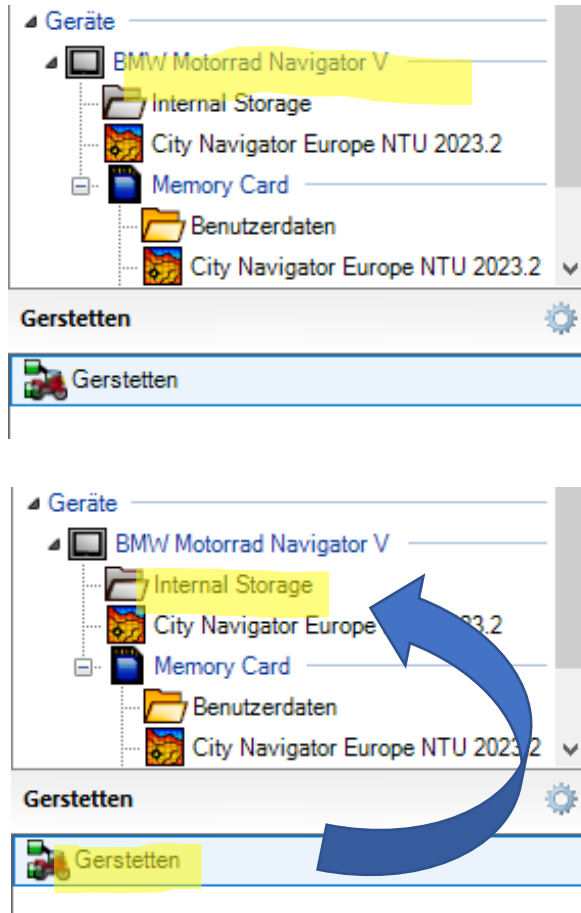 Geräte
BMW Motorrad Navigator V
Internal Storage
City Navigator Europe NTU 2023.2
Memory Card
Benutzerdaten
City Navigator Europe NTU 2023.2
Gerstetten
Gerstetten
Geräte
BMW Motorrad Navigator V
Internal Storage
City Navigator Europe 23.2
Memory Card
Benutzerdaten
City Navigator Europe NTU 2023.2
Gerstetten
Gerstetten